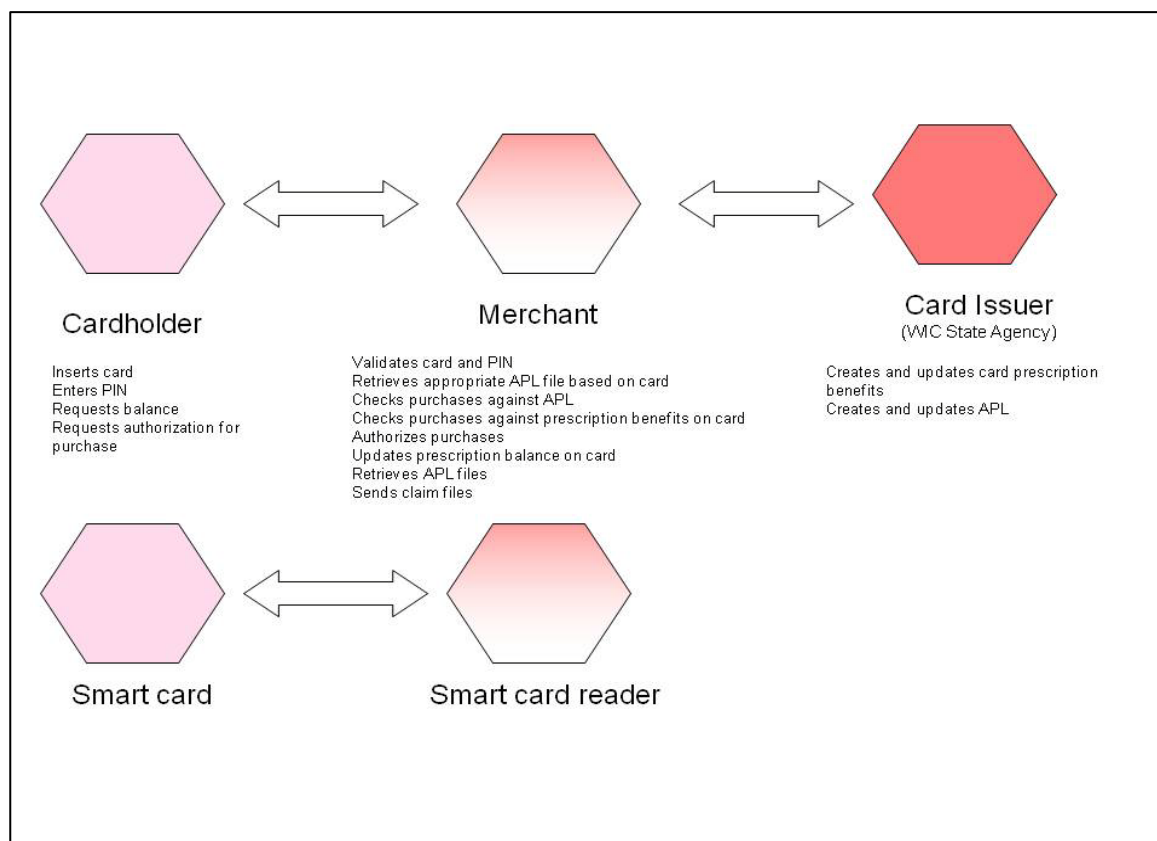 Cardholder
Inserts card
Enters PIN
Requests balance
Requests authorization for
purchase
Merchant
Validates card and PIN
Retrieves appropriate APL file based on card
Checks purchases against APL
Checks purchases against prescription benefits on card
Authorizes purchases
Updates prescription balance on card
Retrieves APL files
Sends claim files
Card Issuer
(WIC State Agency)
Creates and updates card prescription
benefits
Creates and updates APL
Smart card
Smart card reader